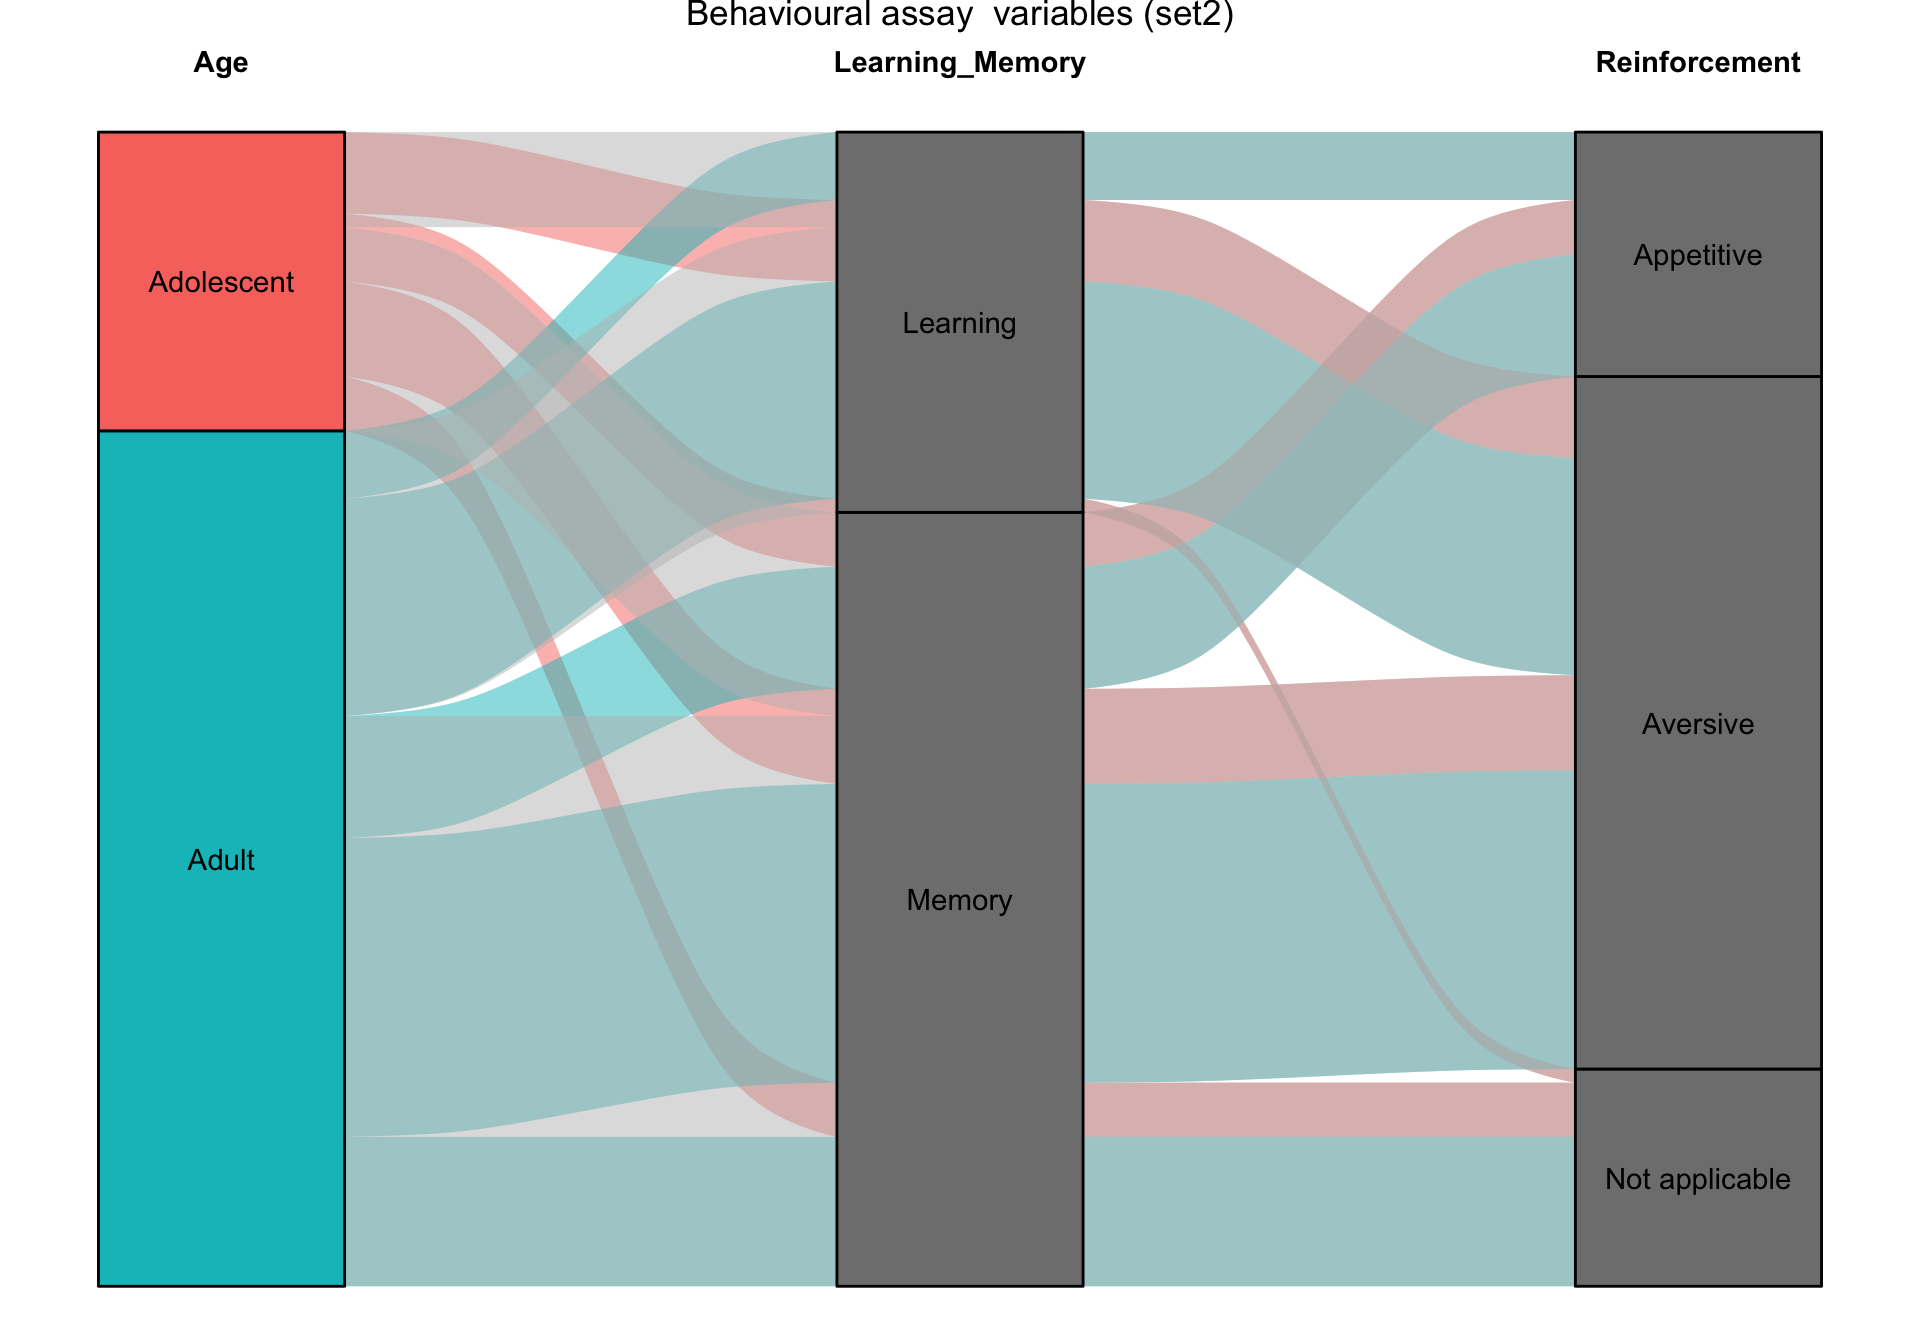 Behavioural assay  variables (set2)
Age
Learning_Memory
Reinforcement
Adolescent
Appetitive
Learning
Aversive
Adult
Memory
Not applicable